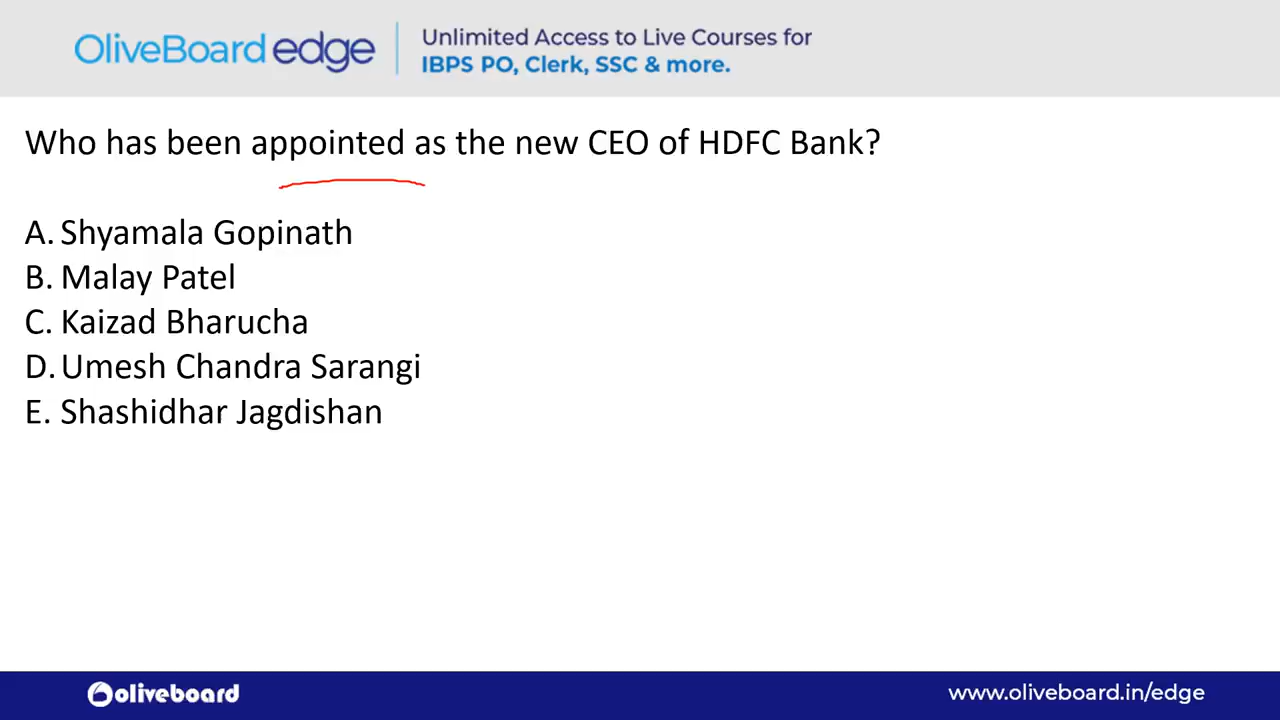 OliveBoard edge
Unlimited Access to Live Courses for
IBPS PO, Clerk, SSC & more.
Who has been appointed as the new CEO of HDFC Bank?
A. Shyamala Gopinath
B. Malay Patel
C. Kaizad Bharucha
D. Umesh Chandra Sarangi
E. Shashidhar Jagdishan
oliveboard
www.oliveboard.in/edge